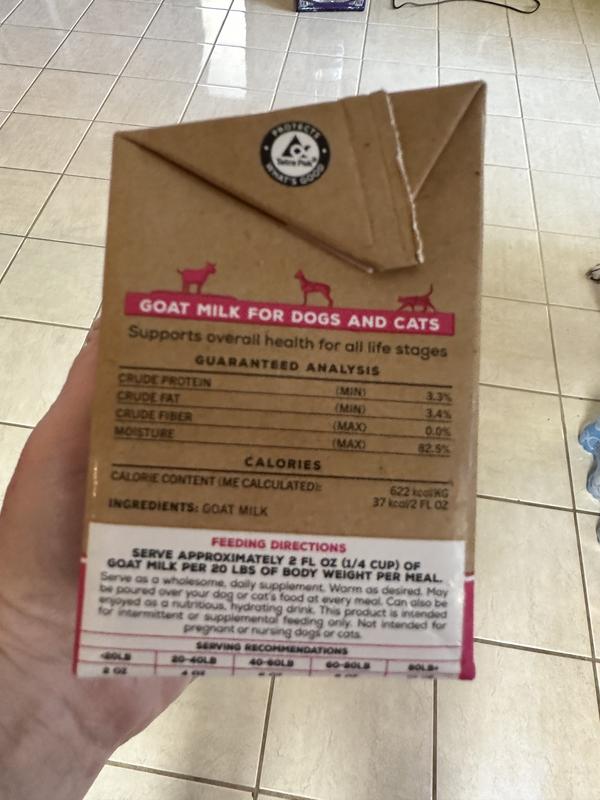 PROTECTS
Tetra Pak®
WHAT'S GOOD
GOAT MILK FOR DOGS AND CATS
Supports overall health for all life stages
GUARANTEED ANALYSIS
CRUDE PROTEIN (MIN) 3.3%
CRUDE FAT (MIN) 3.4%
CRUDE FIBER (MAX) 0.0%
MOISTURE (MAX) 82.5%
CALORIES
CALORIE CONTENT (ME CALCULATED): 622 kcal/KG
37 kcal/2 FL OZ
INGREDIENTS: GOAT MILK
FEEDING DIRECTIONS
SERVE APPROXIMATELY 2 FL OZ (1/4 CUP) OF
GOAT MILK PER 20 LBS OF BODY WEIGHT PER MEAL.
Serve as a wholesome, daily supplement. Warm as desired. May
be poured over your dog or cat's food at every meal. Can also be
enjoyed as a nutritious, hydrating drink. This product is intended
for intermittent or supplemental feeding only. Not intended for
pregnant or nursing dogs or cats.
SERVING RECOMMENDATIONS
<20LB 20-40LB 40-60LB 60-80LB 80LB+
2 OZ 4 OZ